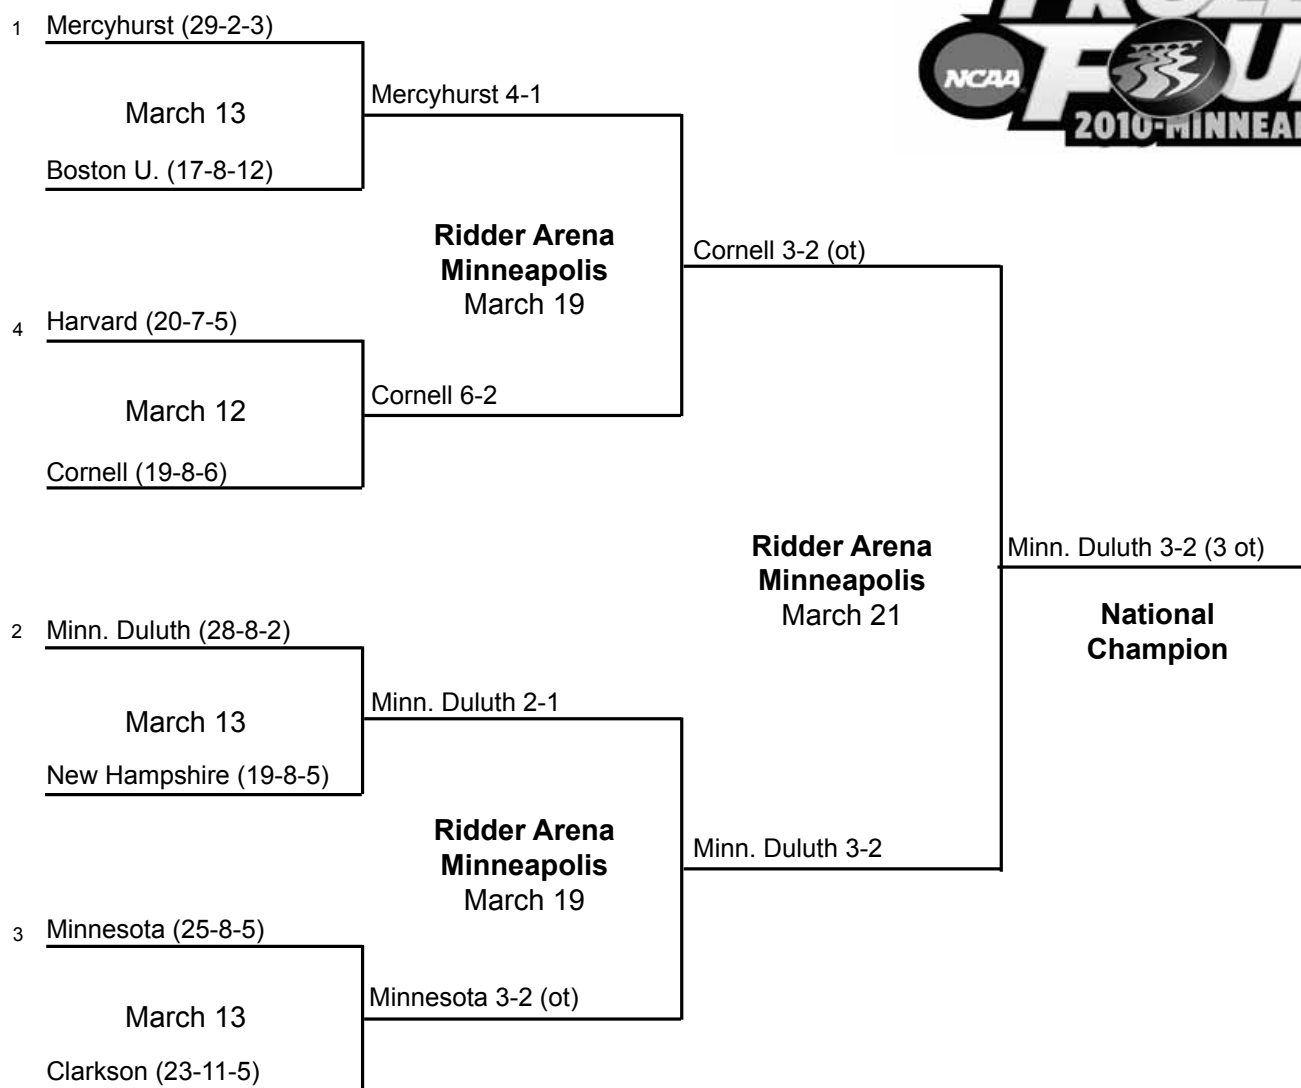 1 Mercyhurst (29-2-3)
March 13
Boston U. (17-8-12)
Mercyhurst 4-1
Ridder Arena
Minneapolis
March 19
4 Harvard (20-7-5)
March 12
Cornell (19-8-6)
Cornell 6-2
Cornell 3-2 (ot)
Ridder Arena
Minneapolis
March 21
Minn. Duluth 3-2 (3 ot)
National
Champion
2 Minn. Duluth (28-8-2)
March 13
New Hampshire (19-8-5)
Minn. Duluth 2-1
Ridder Arena
Minneapolis
March 19
Minn. Duluth 3-2
3 Minnesota (25-8-5)
March 13
Clarkson (23-11-5)
Minnesota 3-2 (ot)
NCAA
2010-MINNEA